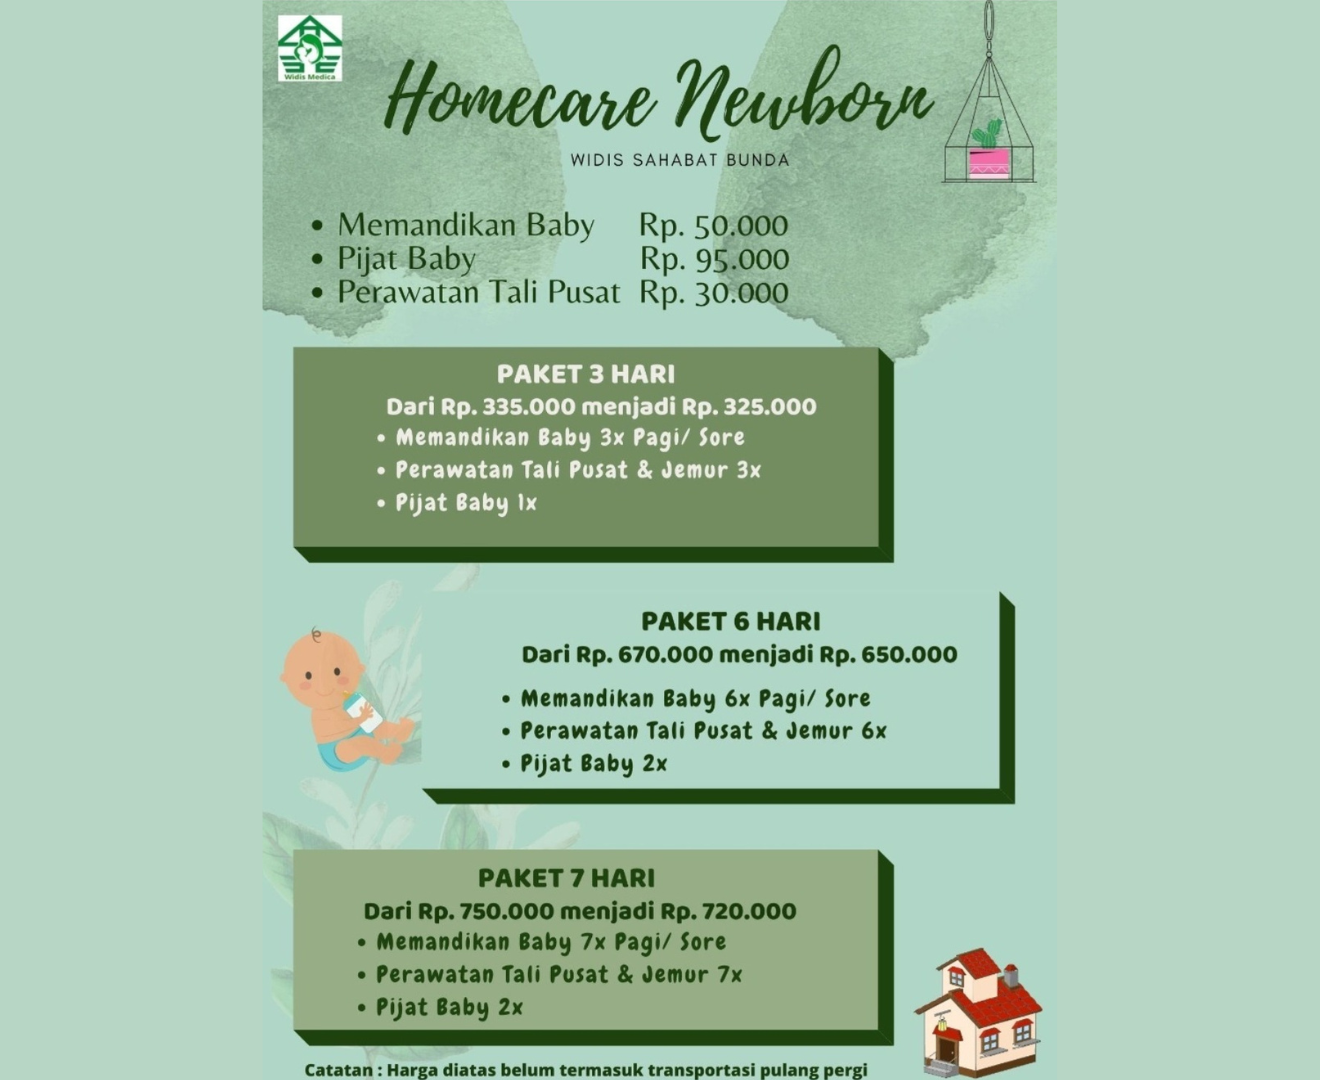 Widis Medica
Homecare Newborn
WIDIS SAHABAT BUNDA
• Memandikan Baby Rp. 50.000
• Pijat Baby Rp. 95.000
• Perawatan Tali Pusat Rp. 30.000
PAKET 3 HARI
Dari Rp. 335.000 menjadi Rp. 325.000
• Memandikan Baby 3x Pagi/ Sore
• Perawatan Tali Pusat & Jemur 3x
• Pijat Baby 1x
PAKET 6 HARI
Dari Rp. 670.000 menjadi Rp. 650.000
• Memandikan Baby 6x Pagi/ Sore
• Perawatan Tali Pusat & Jemur 6x
• Pijat Baby 2x
PAKET 7 HARI
Dari Rp. 750.000 menjadi Rp. 720.000
• Memandikan Baby 7x Pagi/ Sore
• Perawatan Tali Pusat & Jemur 7x
• Pijat Baby 2x
Catatan : Harga diatas belum termasuk transportasi pulang pergi